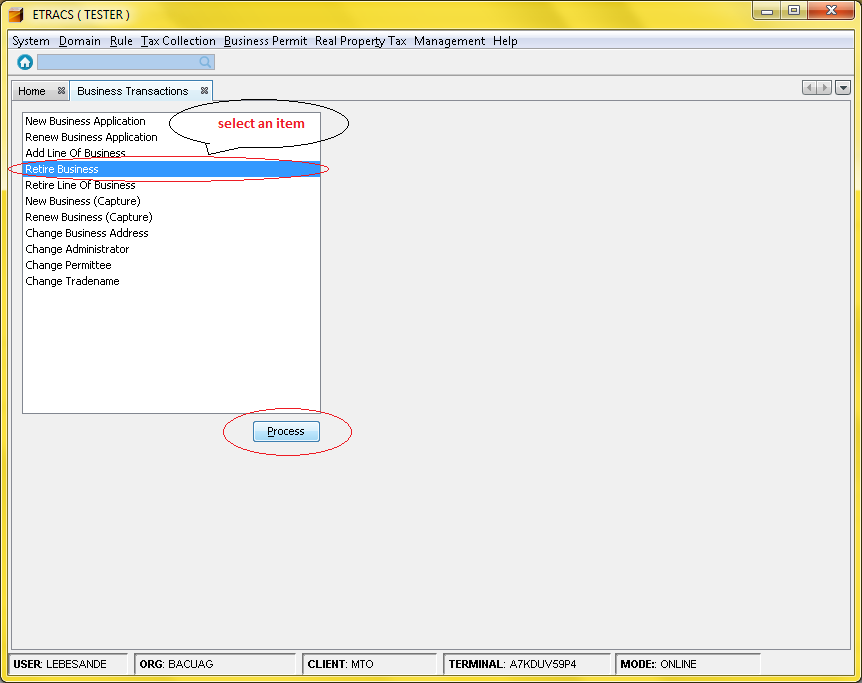 ETRACS ( TESTER )
System Domain Rule Tax Collection Business Permit Real Property Tax Management Help
Home Business Transactions
New Business Application
select an item
Renew Business Application
Add Line Of Business
Retire Business
Retire Line Of Business
New Business (Capture)
Renew Business (Capture)
Change Business Address
Change Administrator
Change Permittee
Change Tradename
Process
USER: LEBESANDE ORG: BACUAG CLIENT: MTO TERMINAL: A7KDUV59P4 MODE:: ONLINE